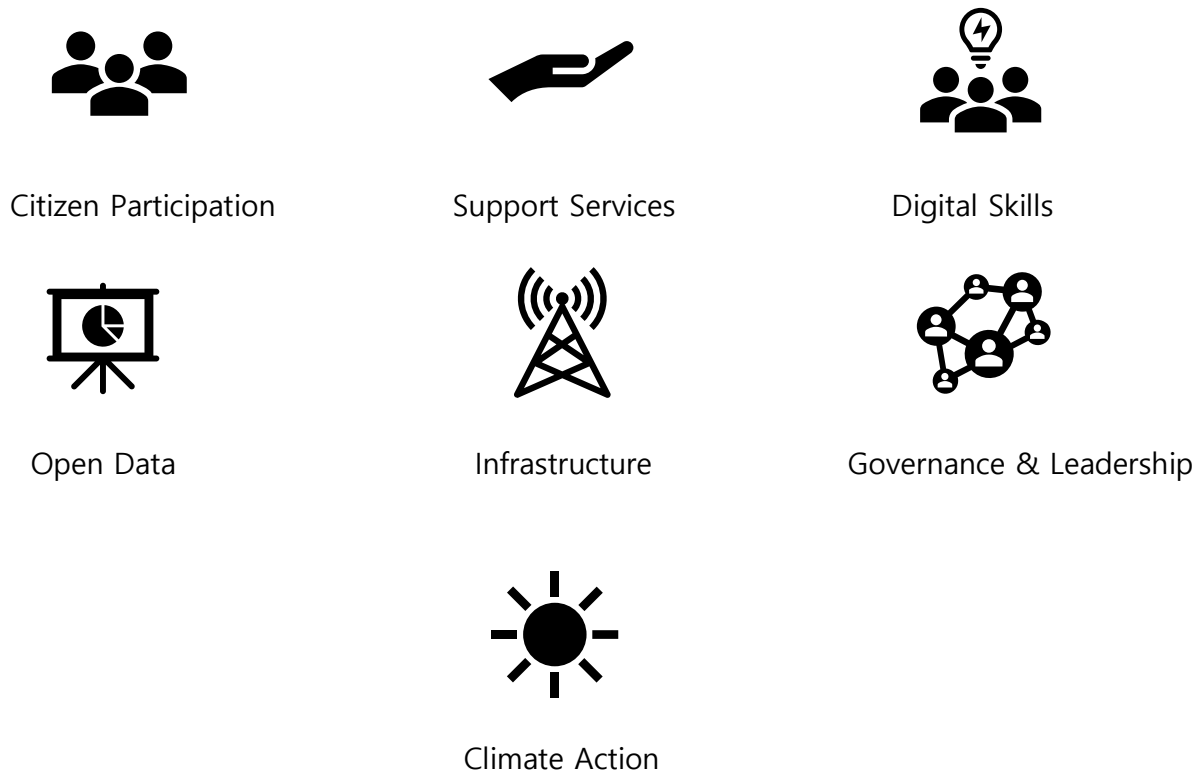 Citizen Participation
Support Services
Digital Skills
Open Data
Infrastructure
Governance & Leadership
Climate Action